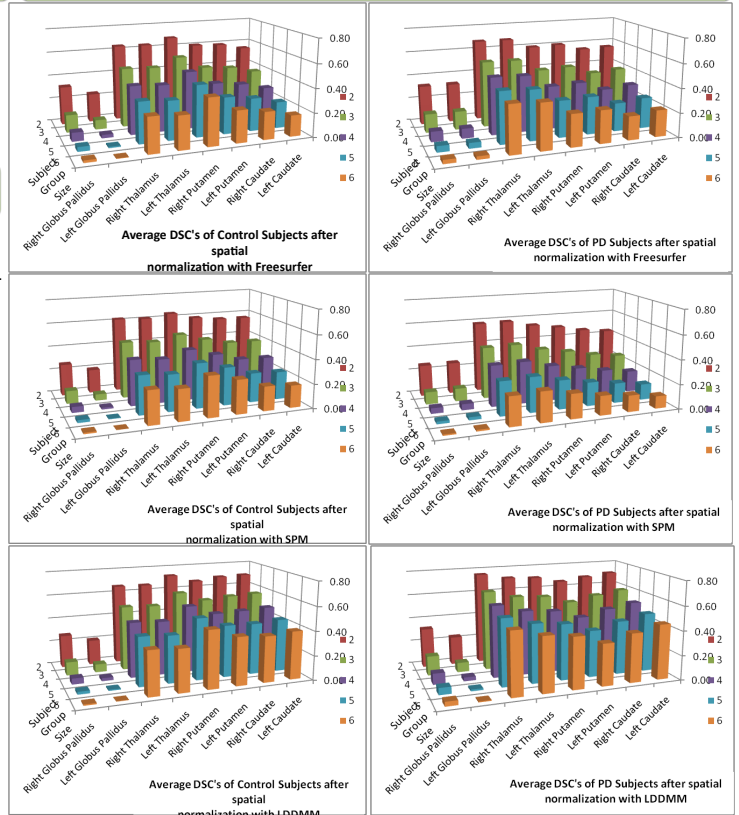 0.80
0.60
0.40
0.20
0.00
2
3
4
5
6
2
3
4
5
Subject
Group
Size
Right Globus Pallidus
Left Globus Pallidus
Right Thalamus
Left Thalamus
Right Putamen
Left Putamen
Right Caudate
Left Caudate
Average DSC's of Control Subjects after
spatial
normalization with Freesurfer
0.80
0.60
0.40
0.20
0.00
2
3
4
5
6
2
3
4
5
Subject
Group
Size
Right Globus Pallidus
Left Globus Pallidus
Right Thalamus
Left Thalamus
Right Putamen
Left Putamen
Right Caudate
Left Caudate
Average DSC's of PD Subjects after spatial
normalization with Freesurfer
0.80
0.60
0.40
0.20
0.00
2
3
4
5
6
2
3
4
5
Subject
Group
Size
Right Globus Pallidus
Left Globus Pallidus
Right Thalamus
Left Thalamus
Right Putamen
Left Putamen
Right Caudate
Left Caudate
Average DSC's of Control Subjects after
spatial
normalization with SPM
0.80
0.60
0.40
0.20
0.00
2
3
4
5
6
2
3
4
5
Subject
Group
Size
Right Globus Pallidus
Left Globus Pallidus
Right Thalamus
Left Thalamus
Right Putamen
Left Putamen
Right Caudate
Left Caudate
Average DSC's of PD Subjects after spatial
normalization with SPM
0.80
0.60
0.40
0.20
0.00
2
3
4
5
6
2
3
4
5
Subject
Group
Size
Right Globus Pallidus
Left Globus Pallidus
Right Thalamus
Left Thalamus
Right Putamen
Left Putamen
Right Caudate
Left Caudate
Average DSC's of Control Subjects after
spatial
normalization with LDDMM
0.80
0.60
0.40
0.20
0.00
2
3
4
5
6
2
3
4
5
Subject
Group
Size
Right Globus Pallidus
Left Globus Pallidus
Right Thalamus
Left Thalamus
Right Putamen
Left Putamen
Right Caudate
Left Caudate
Average DSC's of PD Subjects after spatial
normalization with LDDMM